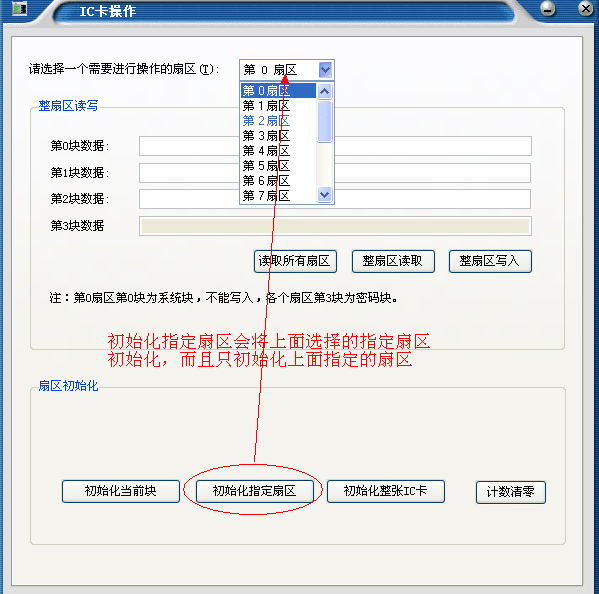 IC卡操作
请选择一个需要进行操作的扇区(T):
第 0 扇区
第 0扇区
第 1扇区
第 2扇区
第 3扇区
第 4扇区
第 5扇区
第 6扇区
第 7扇区
整扇区读写
第0块数据:
第1块数据:
第2块数据:
第3块数据
读取所有扇区
整扇区读取
整扇区写入
注：第0扇区第0块为系统块，不能写入，各个扇区第3块为密码块。
初始化指定扇区会将上面选择的指定扇区
初始化，而且只初始化上面指定的扇区
扇区初始化
初始化当前块
初始化指定扇区
初始化整张IC卡
计数清零